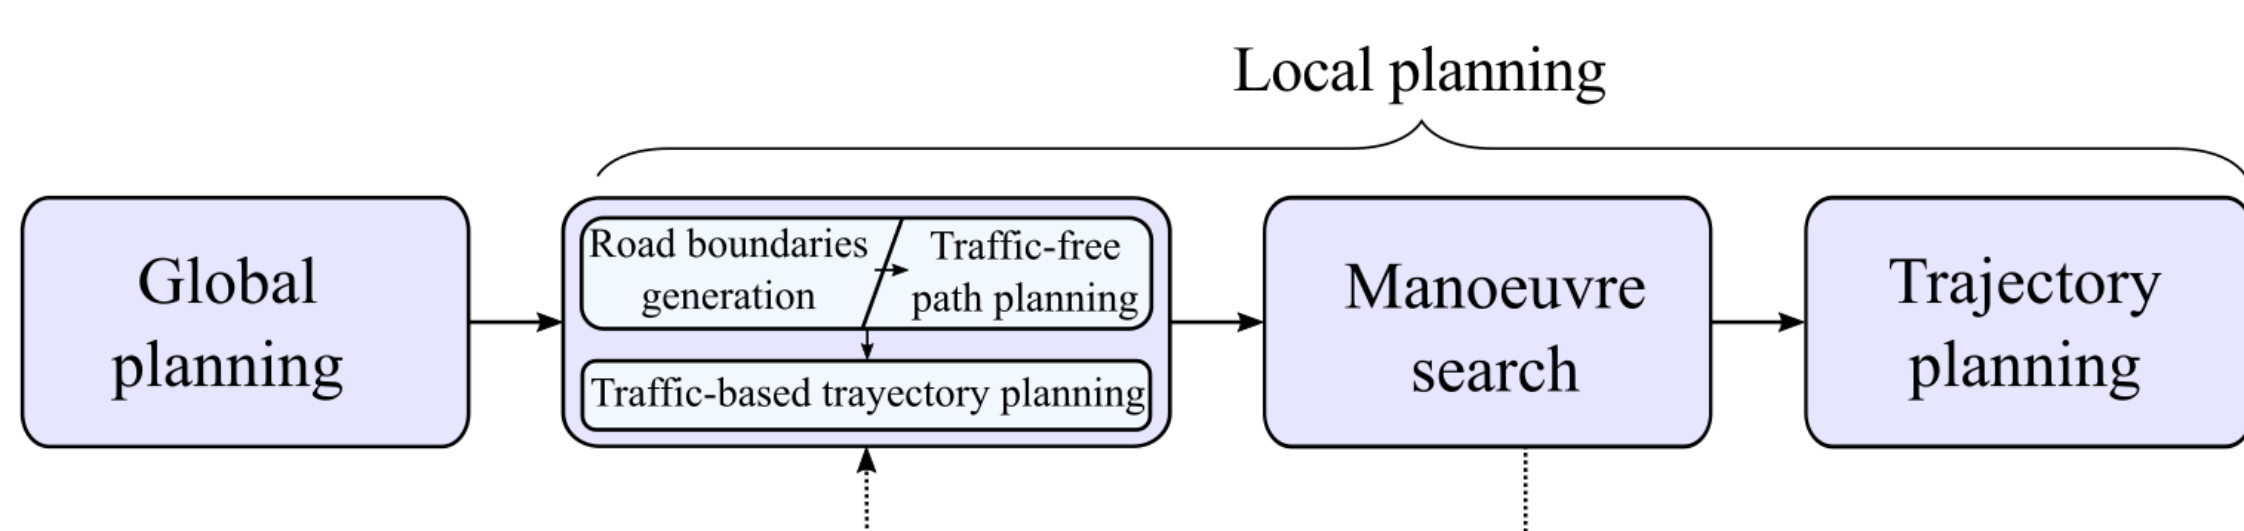 Local planning
Global
planning
Road boundaries
generation
Traffic-free
path planning
Traffic-based trayectory planning
Manoeuvre
search
Trajectory
planning